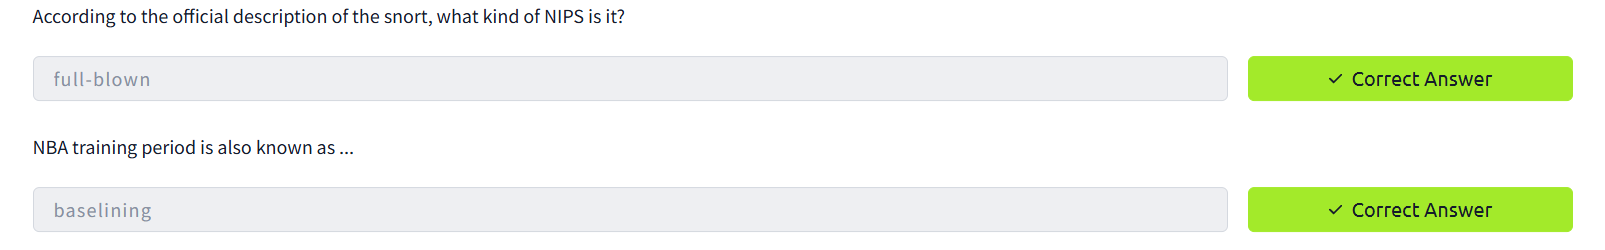 According to the official description of the snort, what kind of NIPS is it?
full-blown
✓ Correct Answer
NBA training period is also known as ...
baselining
✓ Correct Answer